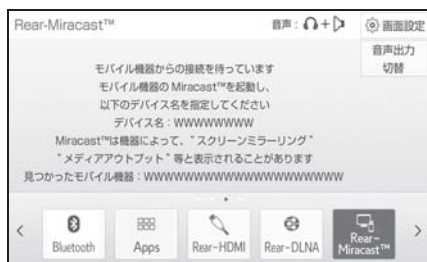 Rear-Miracast™
音声： + 
画面設定
音声出力
切替
モバイル機器からの接続を待っています
モバイル機器の Miracast™を起動し、
以下のデバイス名を指定してください
デバイス名：WWWWWWWWW
Miracast™は機器によって、"スクリーンミラーリング"
"メディアアウトプット"等と表示されることがあります
見つかったモバイル機器：WWWWWWWWWWWWWWWWWWWW
Bluetooth
Apps
Rear-HDMI
Rear-DLNA
Rear-
Miracast™